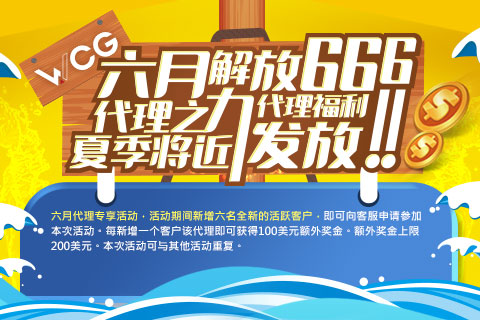 WCG
六月解放666
代理之力代理福利
夏季将近发放!!
六月代理专享活动，活动期间新增六名全新的活跃客户，即可向客服申请参加
本次活动。每新增一个客户该代理即可获得100美元额外奖金。额外奖金上限
200美元。本次活动可与其他活动重复。